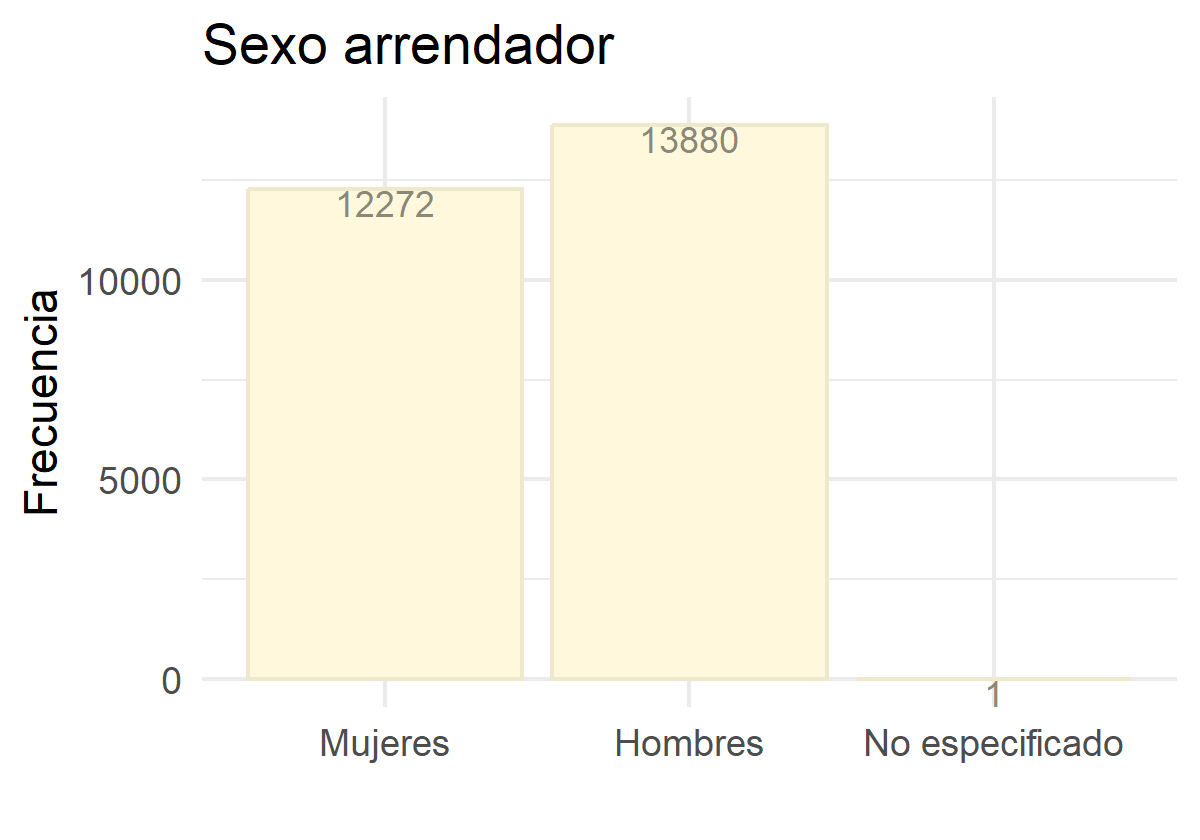 Sexo arrendador
Frecuencia
13880
12272
10000
5000
0
1
Mujeres
Hombres
No especificado